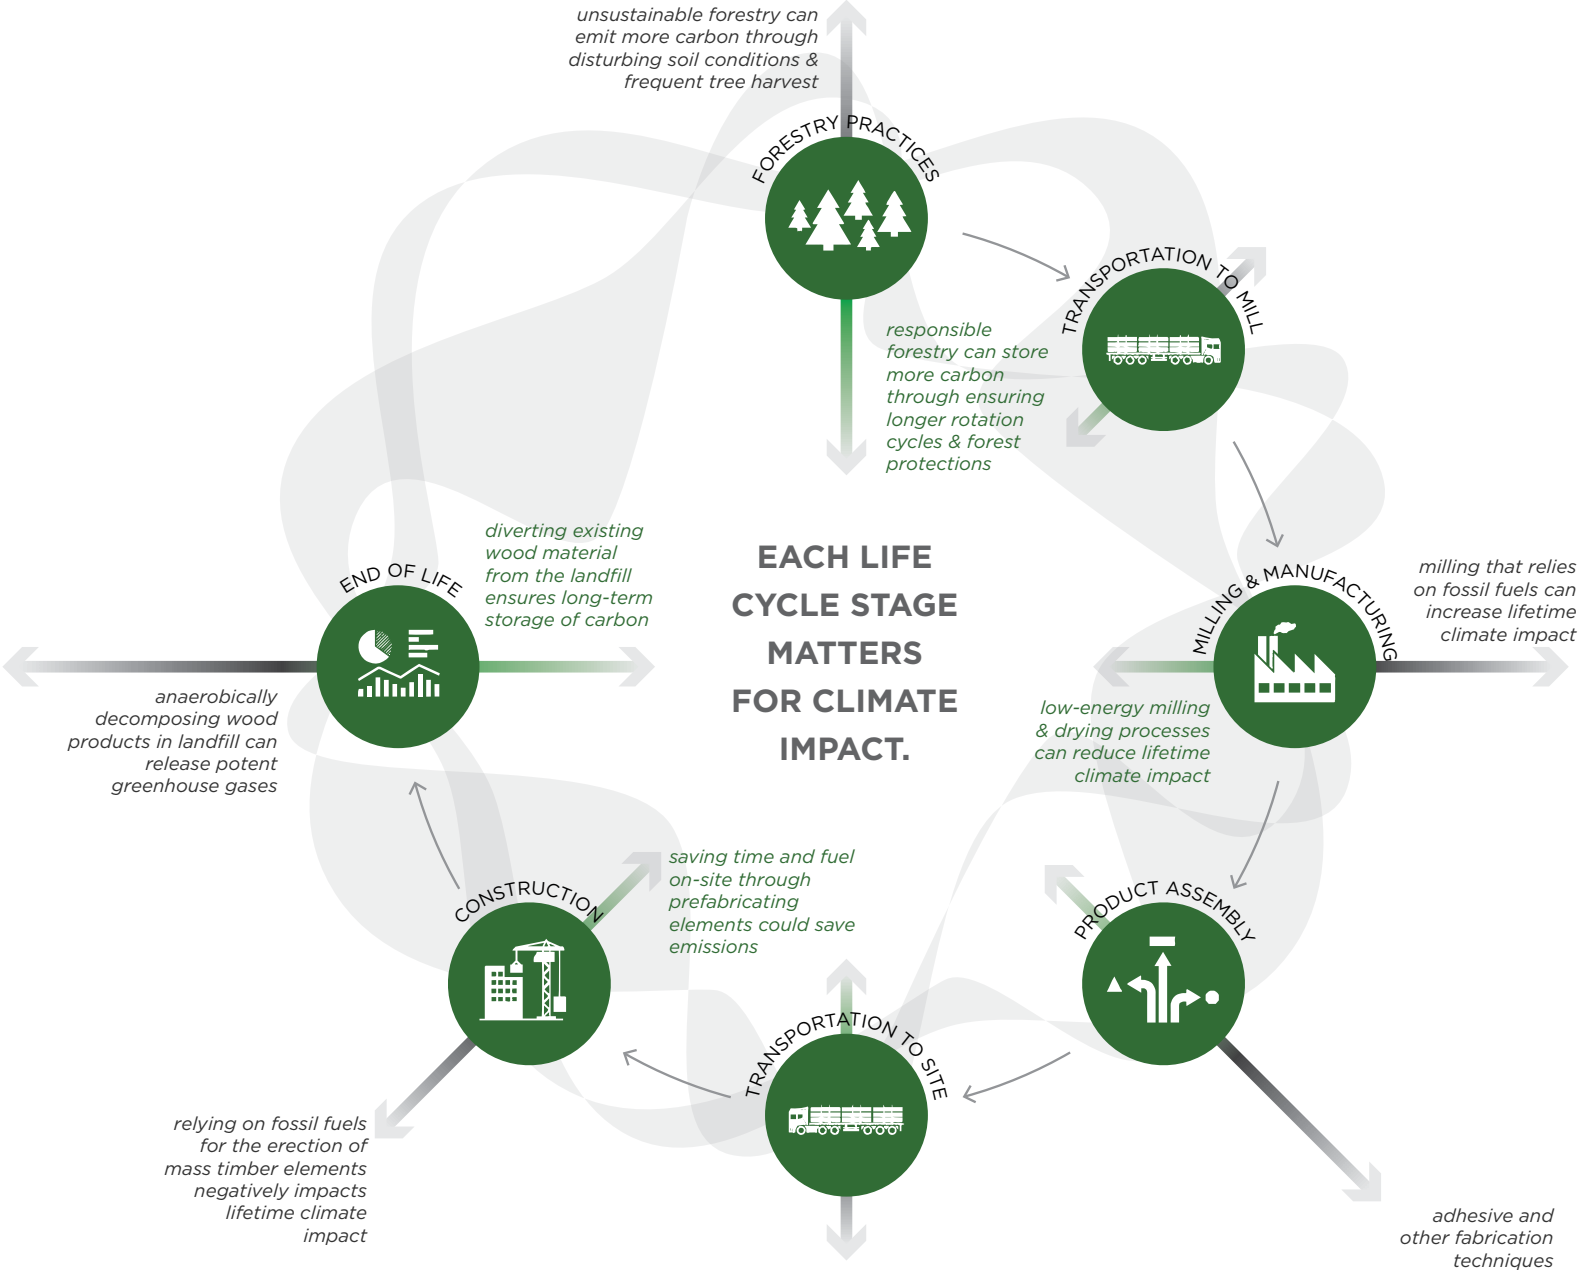 unsustainable forestry can
emit more carbon through
disturbing soil conditions &
frequent tree harvest
FORESTRY PRACTICES
TRANSPORTATION TO MILL
responsible
forestry can store
more carbon
through ensuring
longer rotation
cycles & forest
protections
EACH LIFE
CYCLE STAGE
MATTERS
FOR CLIMATE
IMPACT.
MILLING & MANUFACTURING
milling that relies
on fossil fuels can
increase lifetime
climate impact
low-energy milling
& drying processes
can reduce lifetime
climate impact
PRODUCT ASSEMBLY
adhesive and
other fabrication
techniques
TRANSPORTATION TO SITE
CONSTRUCTION
saving time and fuel
on-site through
prefabricating
elements could save
emissions
relying on fossil fuels
for the erection of
mass timber elements
negatively impacts
lifetime climate
impact
END OF LIFE
diverting existing
wood material
from the landfill
ensures long-term
storage of carbon
anaerobically
decomposing wood
products in landfill can
release potent
greenhouse gases